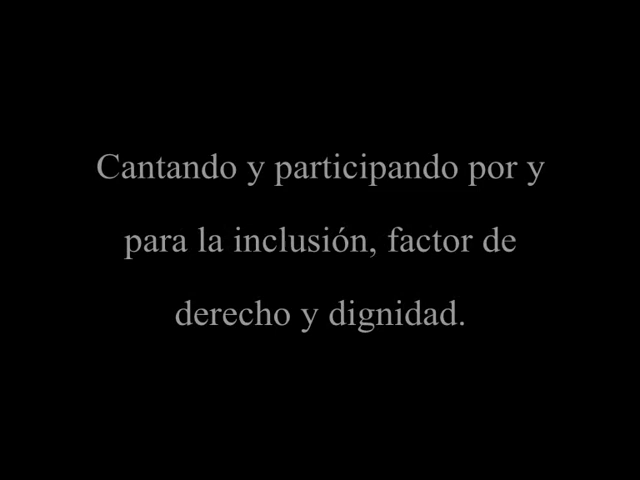 Cantando y participando por y
para la inclusión, factor de
derecho y dignidad.